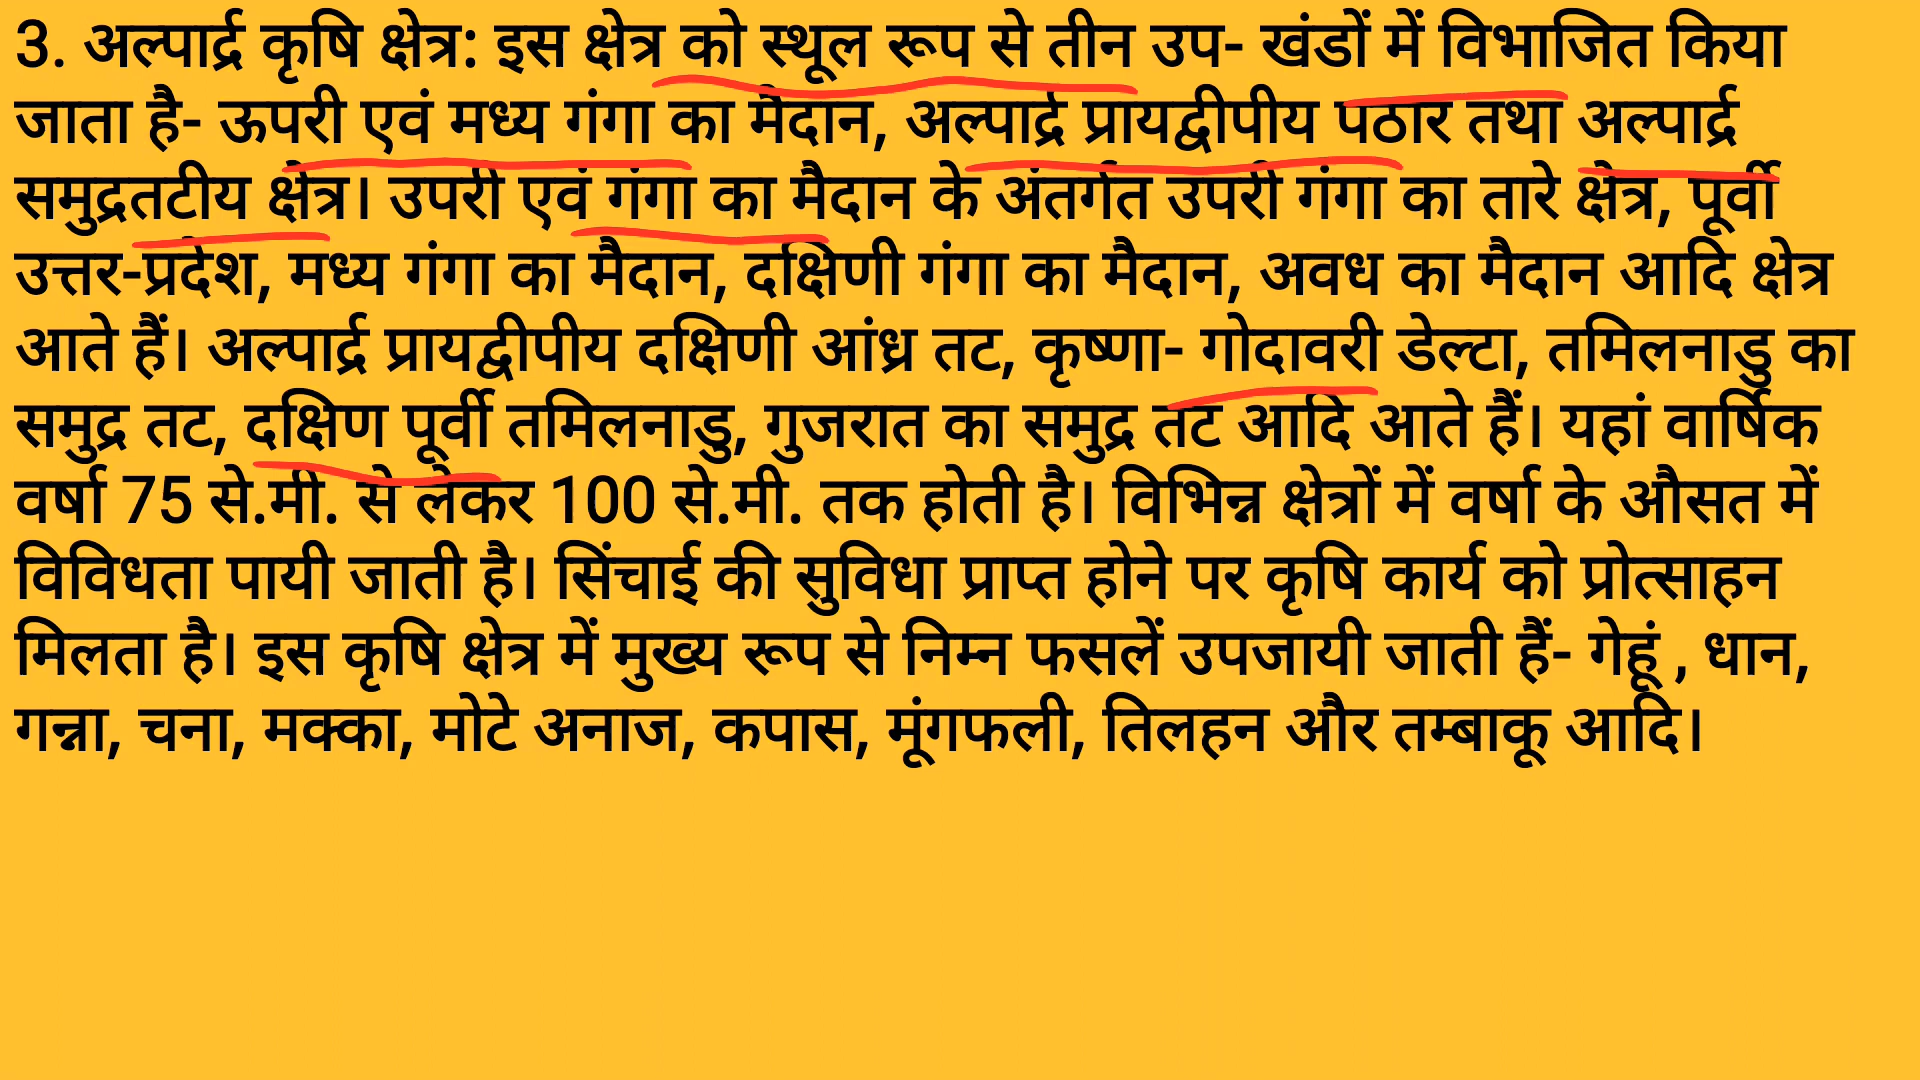 3. अल्पार्द्र कृषि क्षेत्र: इस क्षेत्र को स्थूल रूप से तीन उप- खंडों में विभाजित किया
जाता है- ऊपरी एवं मध्य गंगा का मैदान, अल्पार्द्र प्रायद्वीपीय पठार तथा अल्पार्द्र
समुद्रतटीय क्षेत्र। उपरी एवं गंगा का मैदान के अंतर्गत उपरी गंगा का तारे क्षेत्र, पूर्वी
उत्तर-प्रदेश, मध्य गंगा का मैदान, दक्षिणी गंगा का मैदान, अवध का मैदान आदि क्षेत्र
आते हैं। अल्पार्द्र प्रायद्वीपीय दक्षिणी आंध्र तट, कृष्णा- गोदावरी डेल्टा, तमिलनाडु का
समुद्र तट, दक्षिण पूर्वी तमिलनाडु, गुजरात का समुद्र तट आदि आते हैं। यहां वार्षिक
वर्षा 75 से.मी. से लेकर 100 से.मी. तक होती है। विभिन्न क्षेत्रों में वर्षा के औसत में
विविधता पायी जाती है। सिंचाई की सुविधा प्राप्त होने पर कृषि कार्य को प्रोत्साहन
मिलता है। इस कृषि क्षेत्र में मुख्य रूप से निम्न फसलें उपजायी जाती हैं- गेहूं , धान,
गन्ना, चना, मक्का, मोटे अनाज, कपास, मूंगफली, तिलहन और तम्बाकू आदि।